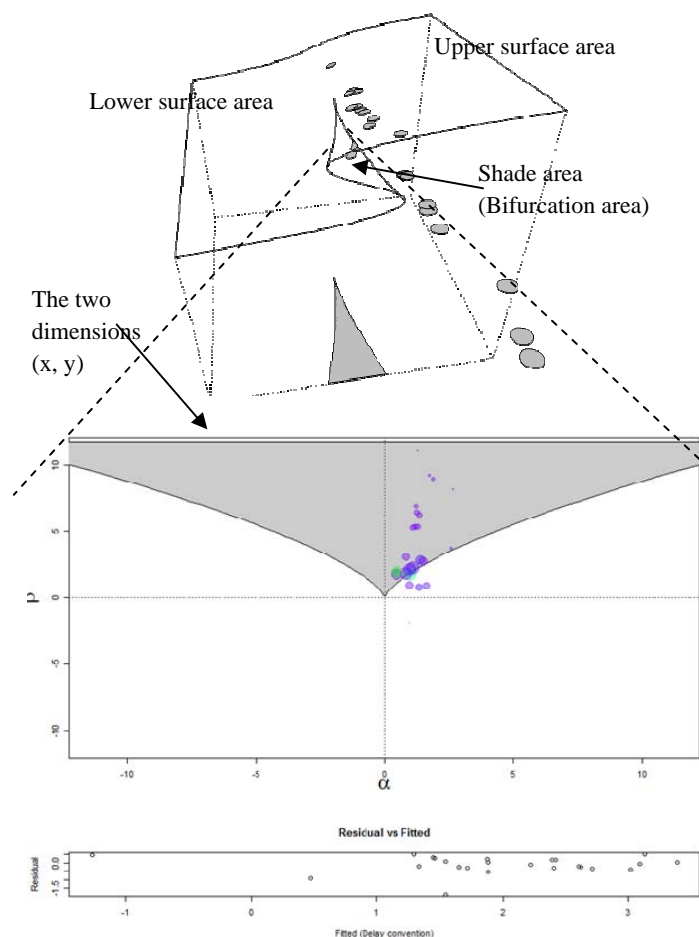 Upper surface area
Lower surface area
Shade area
(Bifurcation area)
The two
dimensions
(x, y)
10
5
0
-5
-10
-10
-5
0
5
10
α
Residual vs Fitted
Residual
0.0
-1.5
-1
0
1
2
3
Fitted (Delay convention)